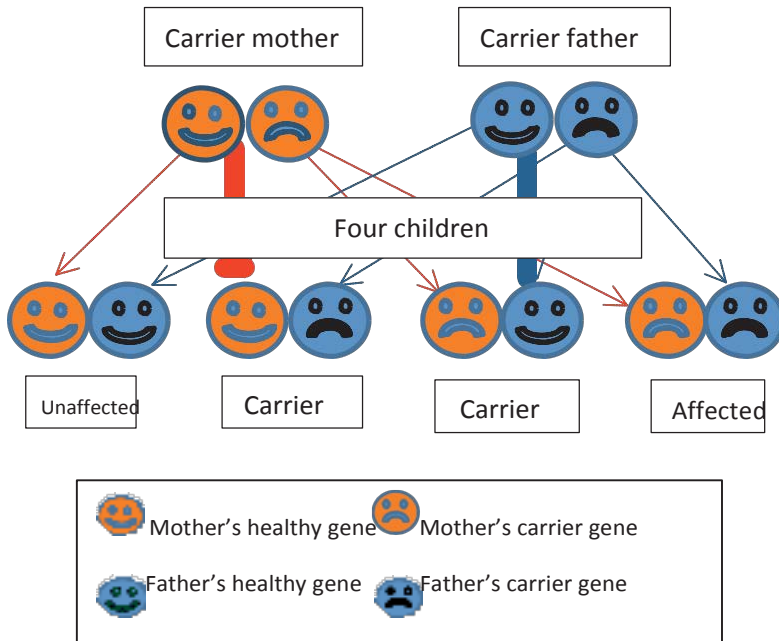 Carrier mother
Carrier father
Four children
Unaffected
Carrier
Carrier
Affected
Mother’s healthy gene
Mother’s carrier gene
Father’s healthy gene
Father’s carrier gene